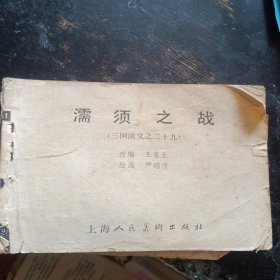 濡须之战
(三国演义之三十九)
改编 王星北
绘画 严绍唐
上海人民美术出版社